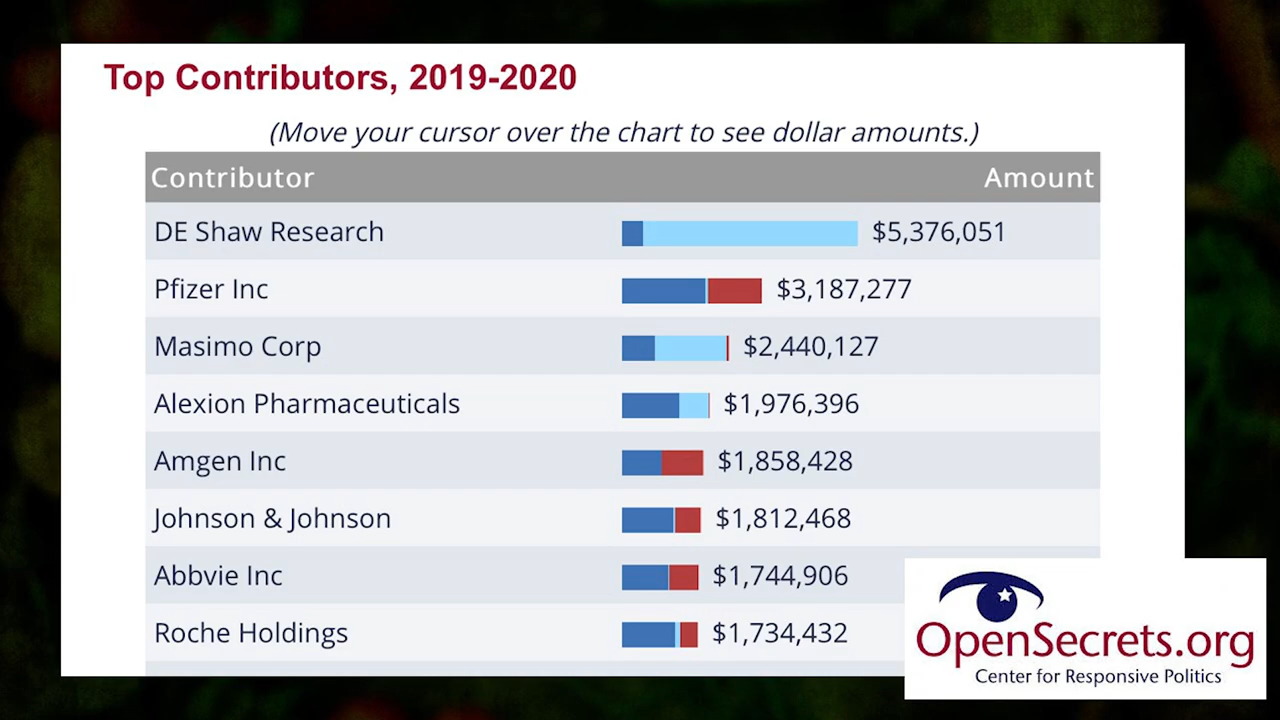 Top Contributors, 2019-2020
(Move your cursor over the chart to see dollar amounts.)
Contributor Amount
DE Shaw Research $5,376,051
Pfizer Inc $3,187,277
Masimo Corp $2,440,127
Alexion Pharmaceuticals $1,976,396
Amgen Inc $1,858,428
Johnson & Johnson $1,812,468
Abbvie Inc $1,744,906
Roche Holdings $1,734,432
OpenSecrets.org
Center for Responsive Politics